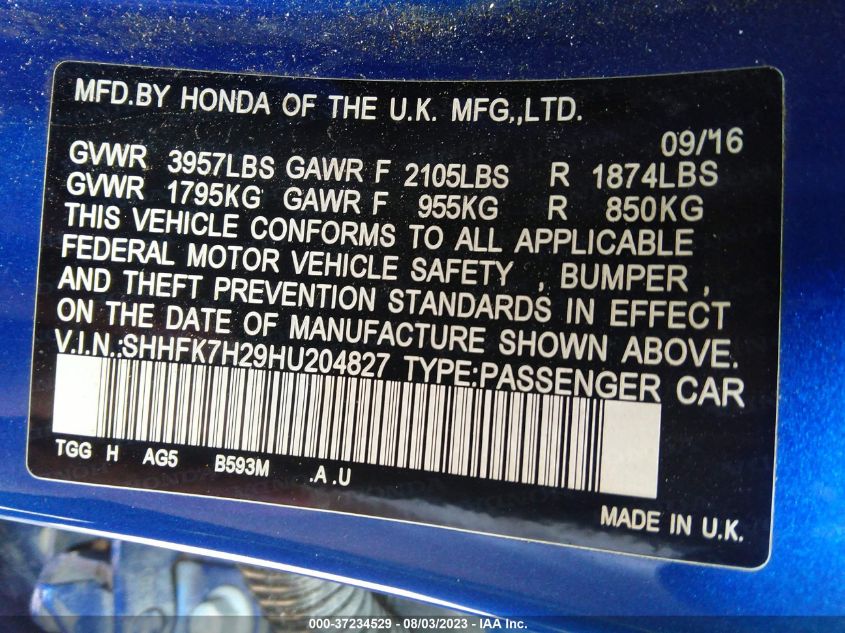 MFD.BY HONDA OF THE U.K. MFG.,LTD.
09/'16
GVWR 3957LBS GAWR F 2105LBS R 1874LBS
GVWR 1795KG GAWR F 955KG R 850KG
THIS VEHICLE CONFORMS TO ALL APPLICABLE
FEDERAL MOTOR VEHICLE SAFETY , BUMPER ,
AND THEFT PREVENTION STANDARDS IN EFFECT
ON THE DATE OF MANUFACTURE SHOWN ABOVE.
V.I.N.:SHHFK7H29HU204827 TYPE:PASSENGER CAR
TGG H AG5 B593M .A.U
MADE IN U.K.
000-37234529 - 08/03/2023 - IAA Inc.